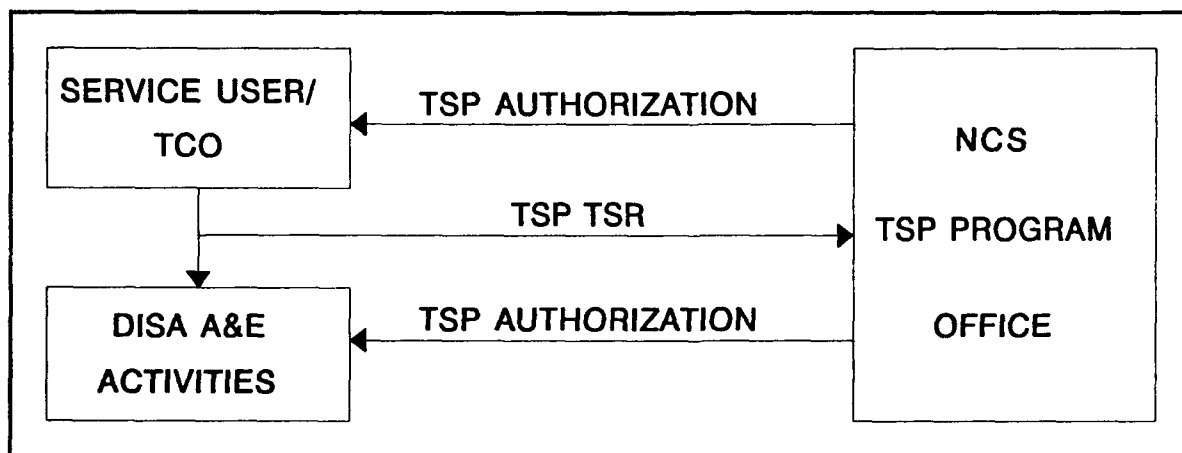 SERVICE USER/
TCO
TSP AUTHORIZATION
NCS
TSP TSR
TSP PROGRAM
DISA A&E
ACTIVITIES
TSP AUTHORIZATION
OFFICE